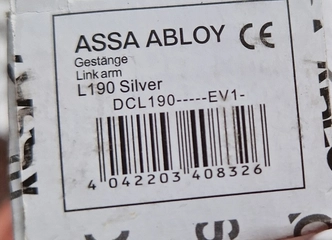 ASSA ABLOY CE
Gestänge
Link arm
L190 Silver
DCL190-----EV1-
4 042203 408326